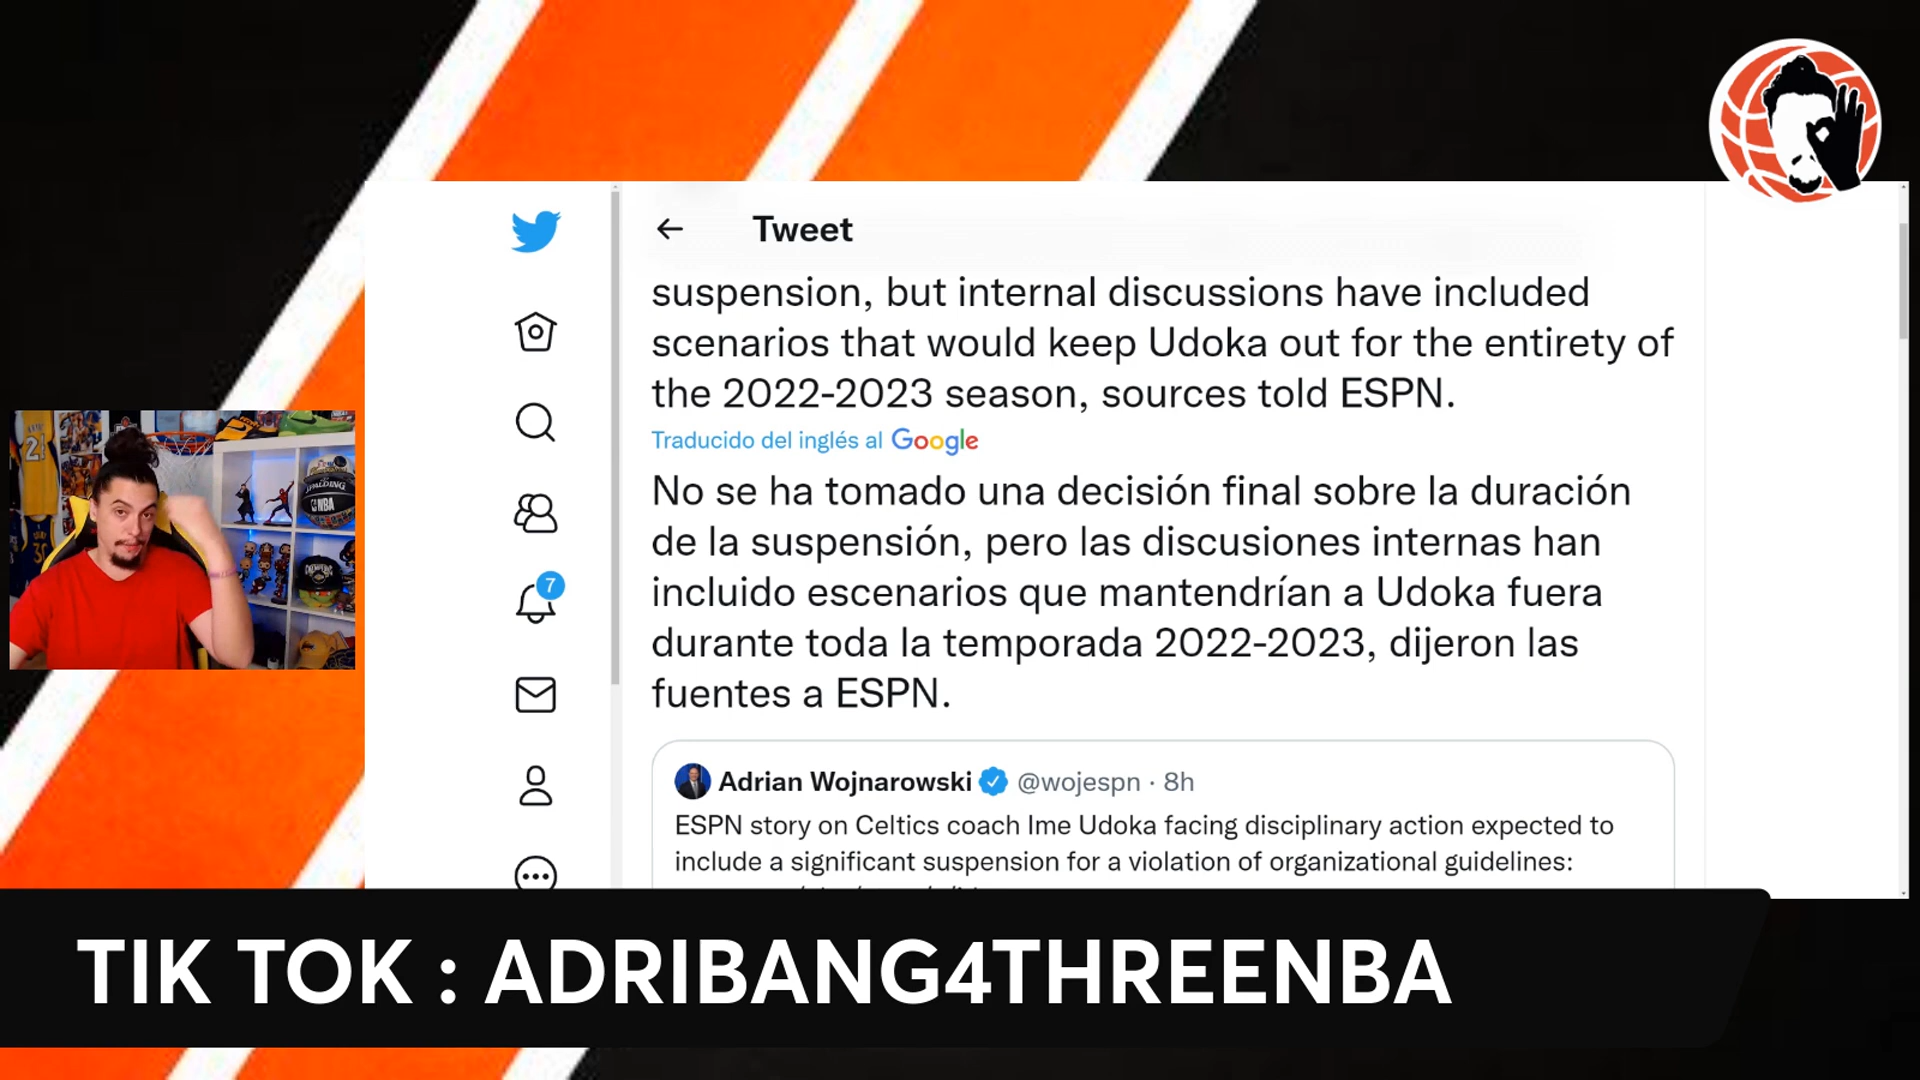 Tweet
suspension, but internal discussions have included
scenarios that would keep Udoka out for the entirety of
the 2022-2023 season, sources told ESPN.
Traducido del inglés al Google
No se ha tomado una decisión final sobre la duración
de la suspensión, pero las discusiones internas han
incluido escenarios que mantendrían a Udoka fuera
durante toda la temporada 2022-2023, dijeron las
fuentes a ESPN.
7
Adrian Wojnarowski @wojespn · 8h
ESPN story on Celtics coach Ime Udoka facing disciplinary action expected to
include a significant suspension for a violation of organizational guidelines:
SPALDING
NBA
24
30
TIK TOK : ADRIBANG4THREENBA